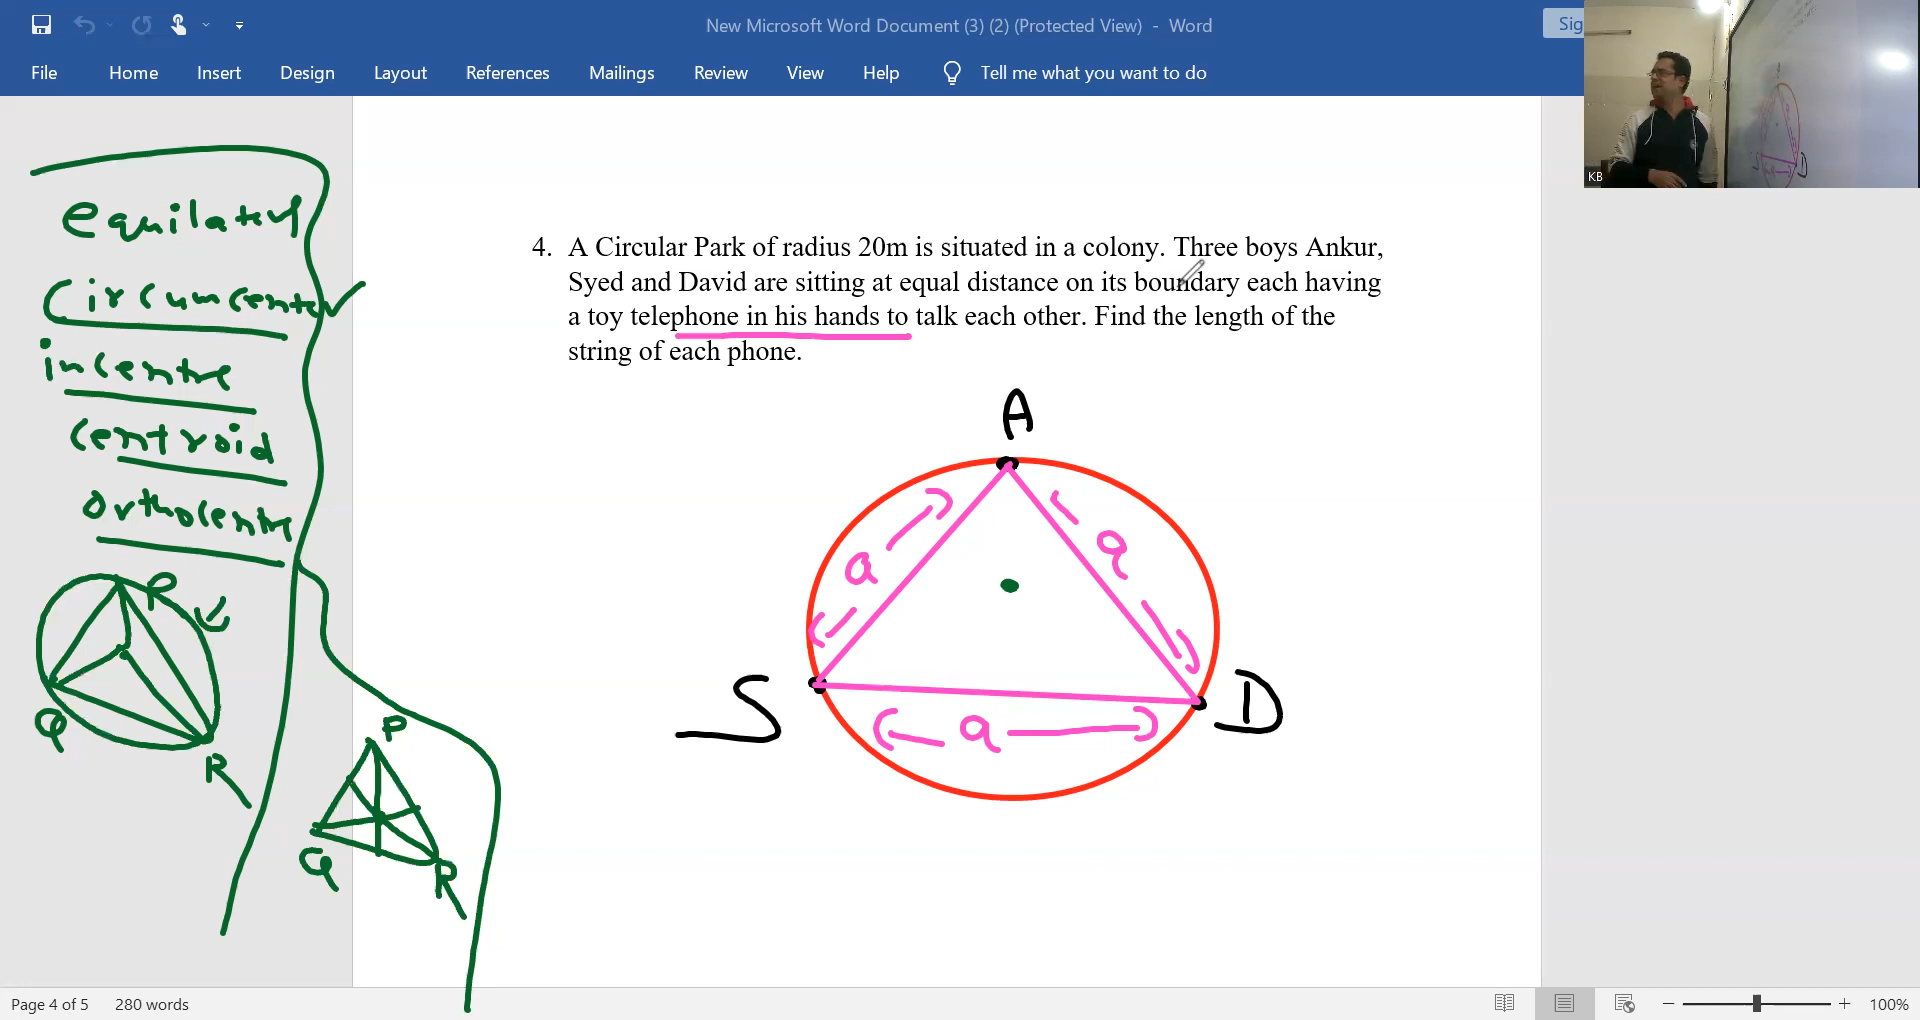 New Microsoft Word Document (3) (2) (Protected View) - Word
Sig
File Home Insert Design Layout References Mailings Review View Help Tell me what you want to do
KB
equilateral
Circumcenter
incentre
centroid
orthocentre
P
Q
R
P
Q
R
4. A Circular Park of radius 20m is situated in a colony. Three boys Ankur,
Syed and David are sitting at equal distance on its boundary each having
a toy telephone in his hands to talk each other. Find the length of the
string of each phone.
A
a
a
S
a
D
Page 4 of 5 280 words
100%